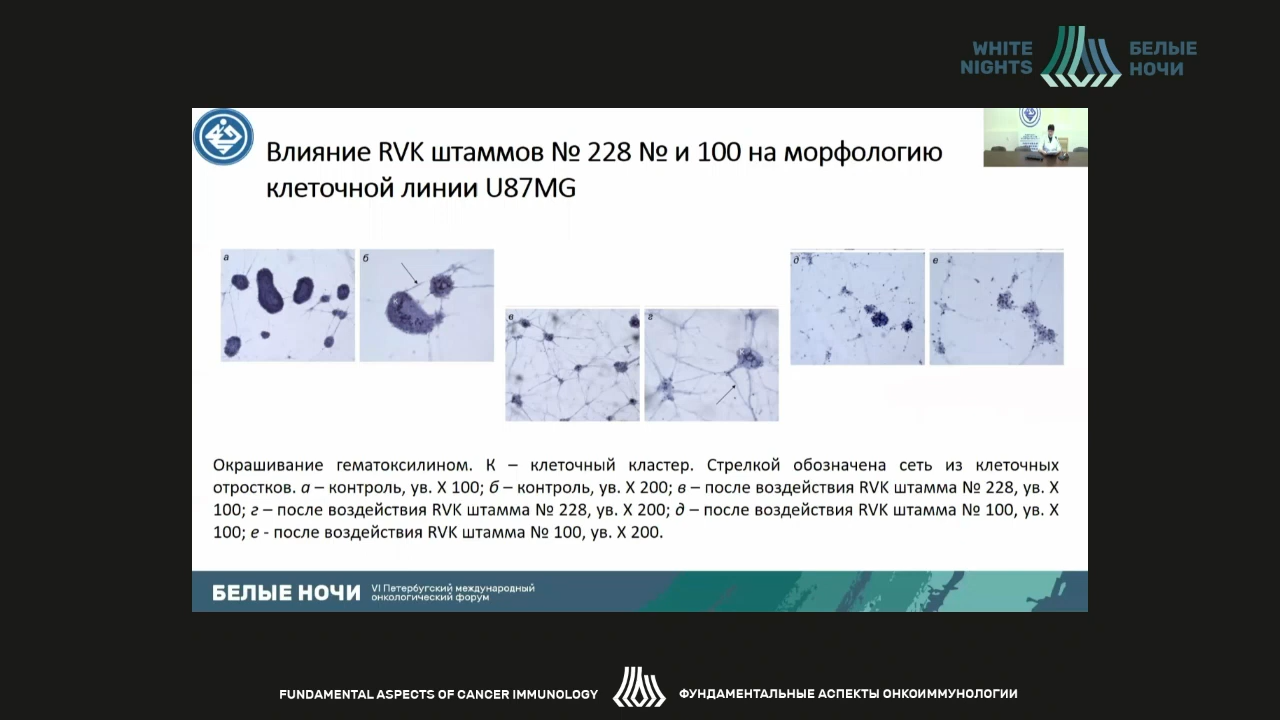 WHITE
NIGHTS
БЕЛЫЕ
НОЧИ
Влияние RVK штаммов № 228 № и 100 на морфологию
клеточной линии U87MG
а
б
К
в
г
д
е
Окрашивание гематоксилином. К – клеточный кластер. Стрелкой обозначена сеть из клеточных
отростков. а – контроль, ув. X 100; б – контроль, ув. X 200; в – после воздействия RVK штамма № 228, ув. X
100; г – после воздействия RVK штамма № 228, ув. X 200; д – после воздействия RVK штамма № 100, ув. X
100; е - после воздействия RVK штамма № 100, ув. X 200.
БЕЛЫЕ НОЧИ
VI Петербугский международный
онкологический форум
FUNDAMENTAL ASPECTS OF CANCER IMMUNOLOGY
ФУНДАМЕНТАЛЬНЫЕ АСПЕКТЫ ОНКОИММУНОЛОГИИ